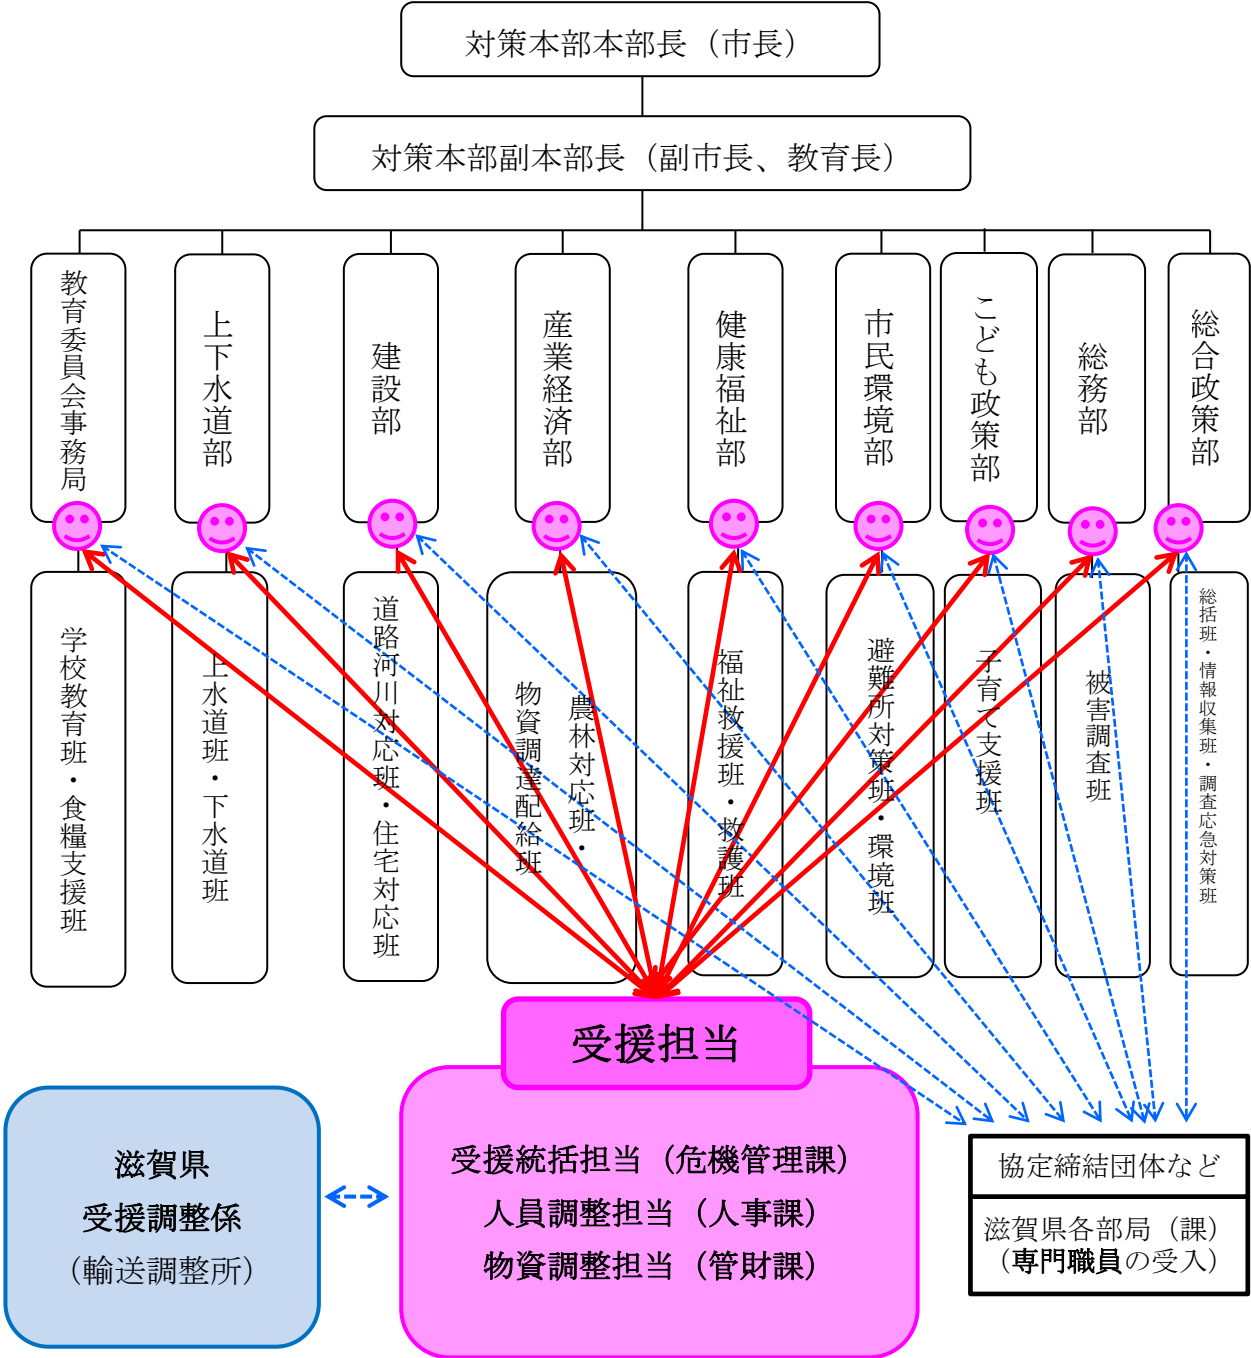 対策本部本部長（市長）
対策本部副本部長（副市長、教育長）
教育委員会事務局
上下水道部
建設部
産業経済部
健康福祉部
市民環境部
こども政策部
総務部
総合政策部
学校教育班・食糧支援班
上水道班・下水道班
道路河川対応班・住宅対応班
農林対応班・
物資調達配給班
福祉救援班・救護班
避難所対策班・環境班
子育て支援班
被害調査班
総括班・情報収集班・調査応急対策班
受援担当
受援統括担当（危機管理課）
人員調整担当（人事課）
物資調整担当（管財課）
滋賀県
受援調整係
（輸送調整所）
協定締結団体など
滋賀県各部局（課）
（専門職員の受入）